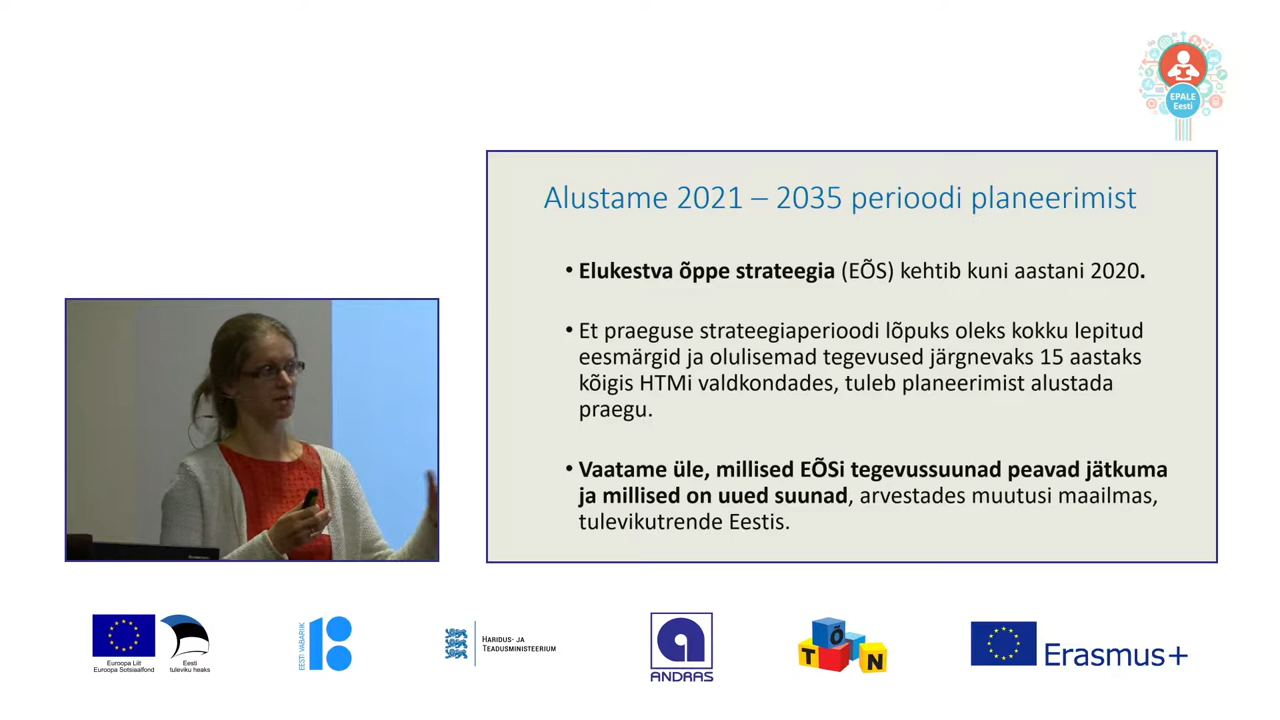 EPALE
Eesti
Alustame 2021 – 2035 perioodi planeerimist
• Elukestva õppe strateegia (EÕS) kehtib kuni aastani 2020.
• Et praeguse strateegiaperioodi lõpuks oleks kokku lepitud
eesmärgid ja olulisemad tegevused järgnevaks 15 aastaks
kõigis HTMi valdkondades, tuleb planeerimist alustada
praegu.
• Vaatame üle, millised EÕSi tegevussuunad peavad jätkuma
ja millised on uued suunad, arvestades muutusi maailmas,
tulevikutrende Eestis.
Euroopa Liit
Euroopa Sotsiaalfond
Eesti
tuleviku heaks
EESTI VABARIIK
100
HARIDUS- JA
TEADUSMINISTEERIUM
a
ANDRAS
TÕN
Erasmus+